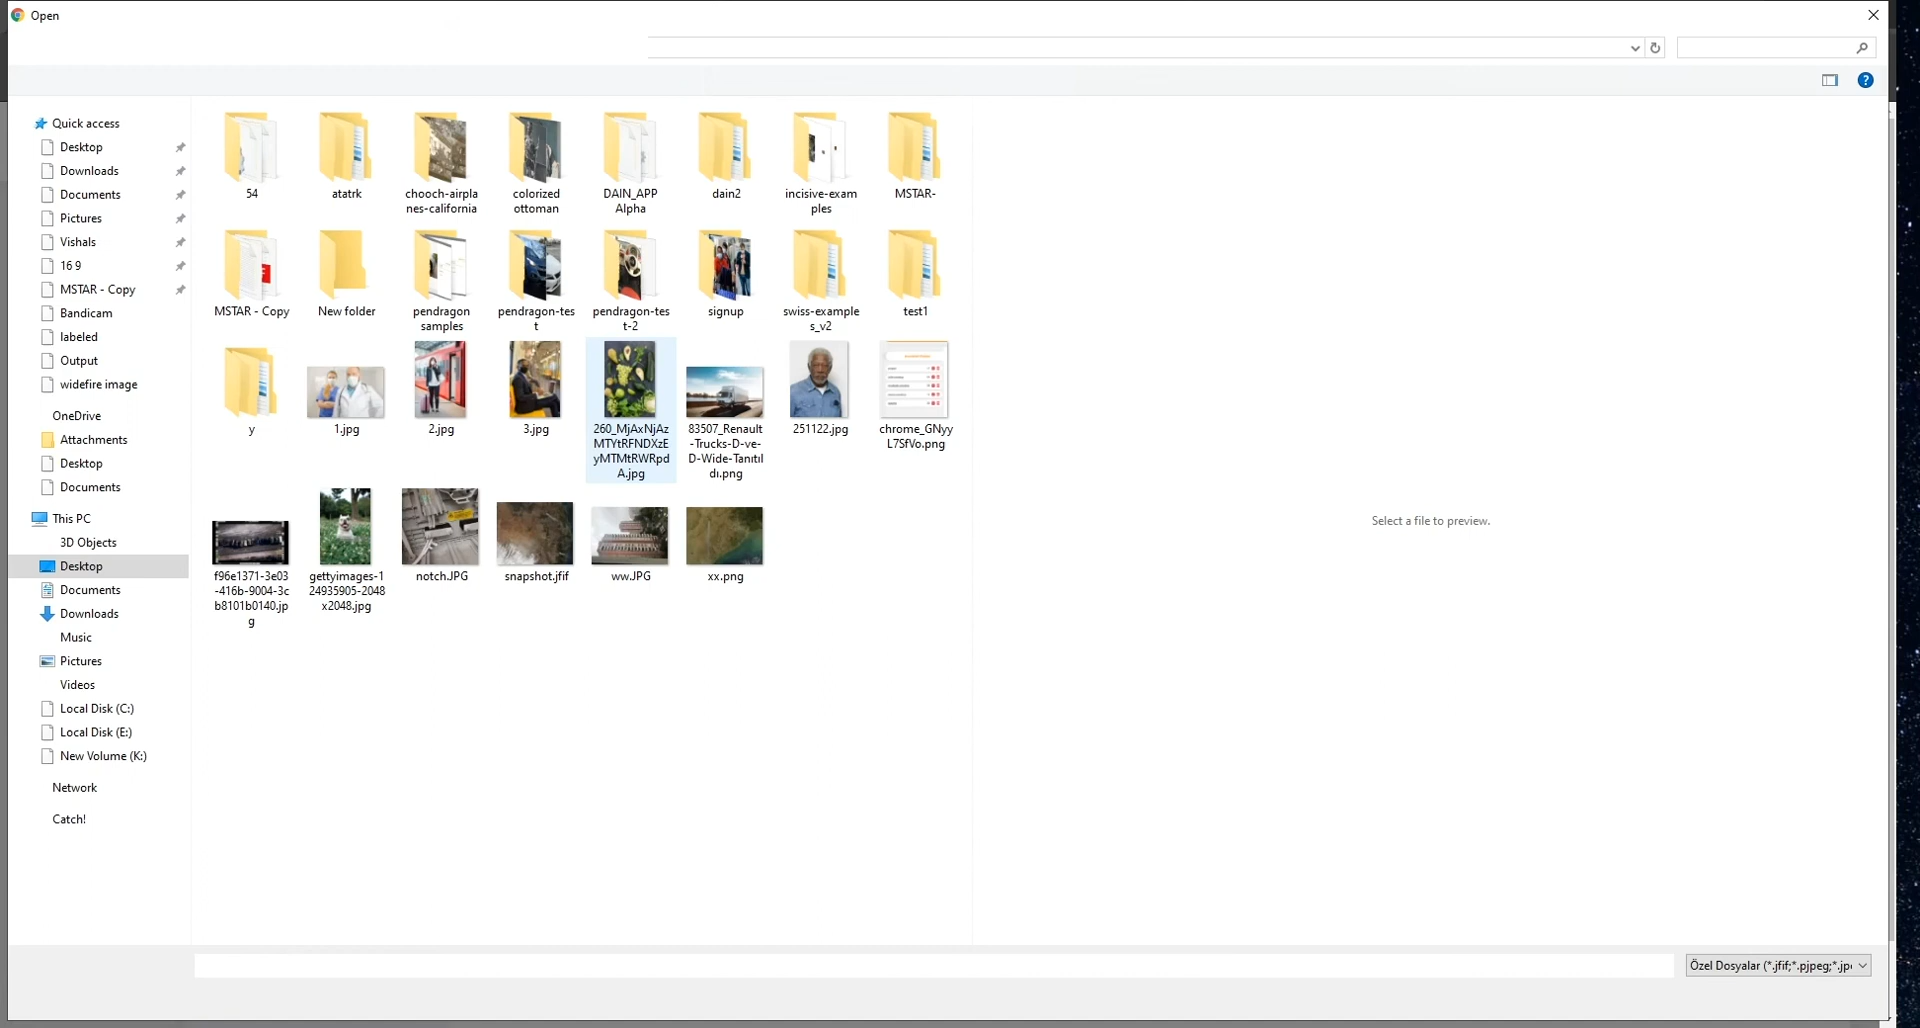 Open
Quick access
Desktop
Downloads
Documents
Pictures
Vishals
16 9
MSTAR - Copy
Bandicam
labeled
Output
widefire image
OneDrive
Attachments
Desktop
Documents
This PC
3D Objects
Desktop
Documents
Downloads
Music
Pictures
Videos
Local Disk (C:)
Local Disk (E:)
New Volume (K:)
Network
Catch!
54
atatrk
chooch-airpla
nes-california
colorized
ottoman
DAIN_APP
Alpha
dain2
incisive-exam
ples
MSTAR-
MSTAR - Copy
New folder
pendragon
samples
pendragon-tes
t
pendragon-tes
t-2
signup
swiss-example
s_v2
test1
y
1.jpg
2.jpg
3.jpg
260_MjAxNjAz
MTYtRFNDXzE
yMTMtRWRpd
A.jpg
83507_Renault
-Trucks-D-ve-
D-Wide-Tanıtıl
dı.png
251122.jpg
chrome_GNyy
L7SfVo.png
f96e1371-3e03
-416b-9004-3c
b8101b0140.jp
g
gettyimages-1
24935905-2048
x2048.jpg
notch.JPG
snapshot.jfif
ww.JPG
xx.png
Select a file to preview.
Özel Dosyalar (*.jfif;*.pjpeg;*.jp